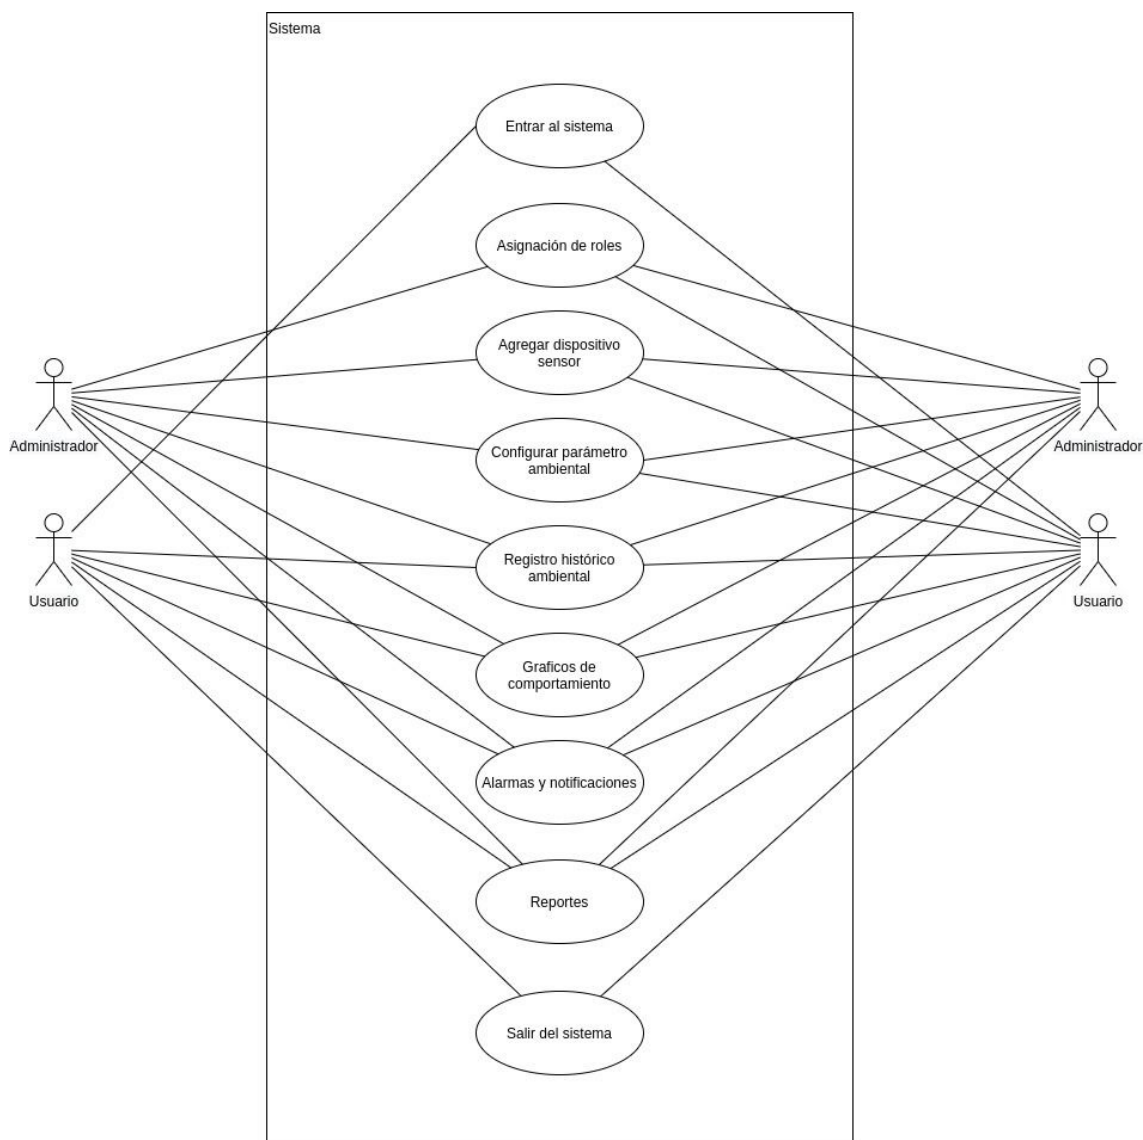 Sistema
Entrar al sistema
Asignación de roles
Agregar dispositivo
sensor
Administrador
Configurar parámetro
ambiental
Administrador
Registro histórico
ambiental
Usuario
Usuario
Graficos de
comportamiento
Alarmas y notificaciones
Reportes
Salir del sistema